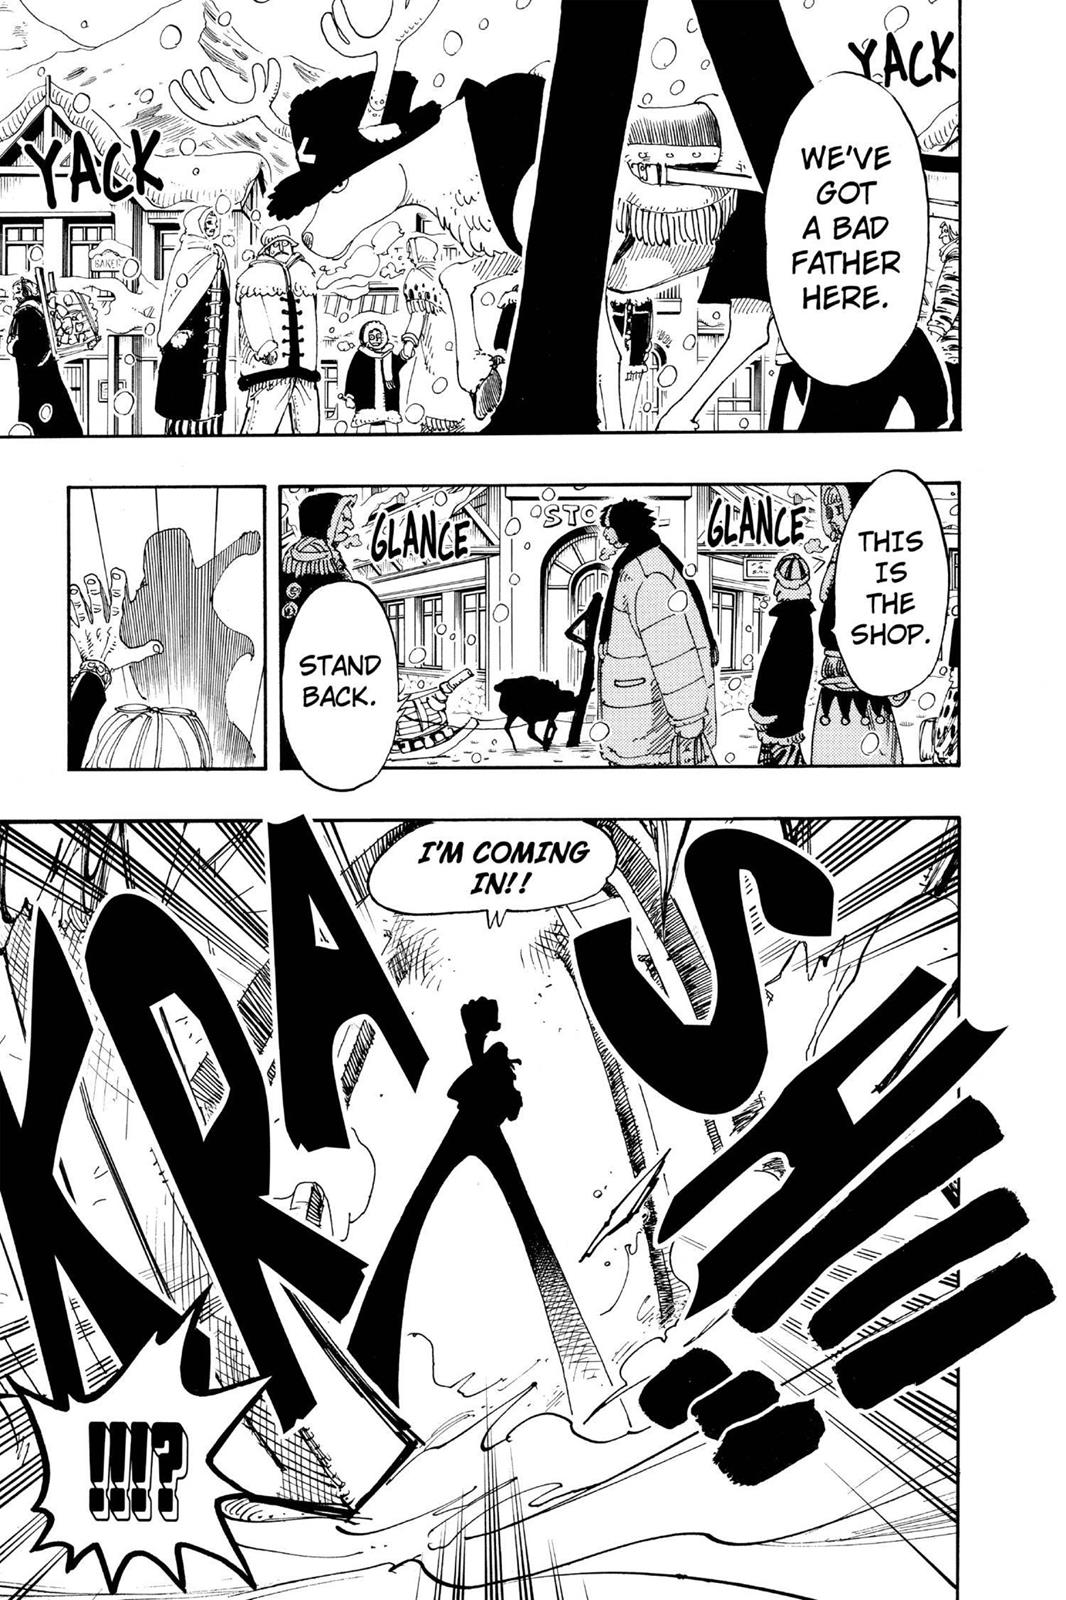 YACK
WE'VE
GOT
A BAD
FATHER
HERE.
YACK
BAKER
THIS
IS
THE
SHOP.
GLANCE
GLANCE
STAND
BACK.
I'M COMING
IN!!
KRASH!!!
!!!!?